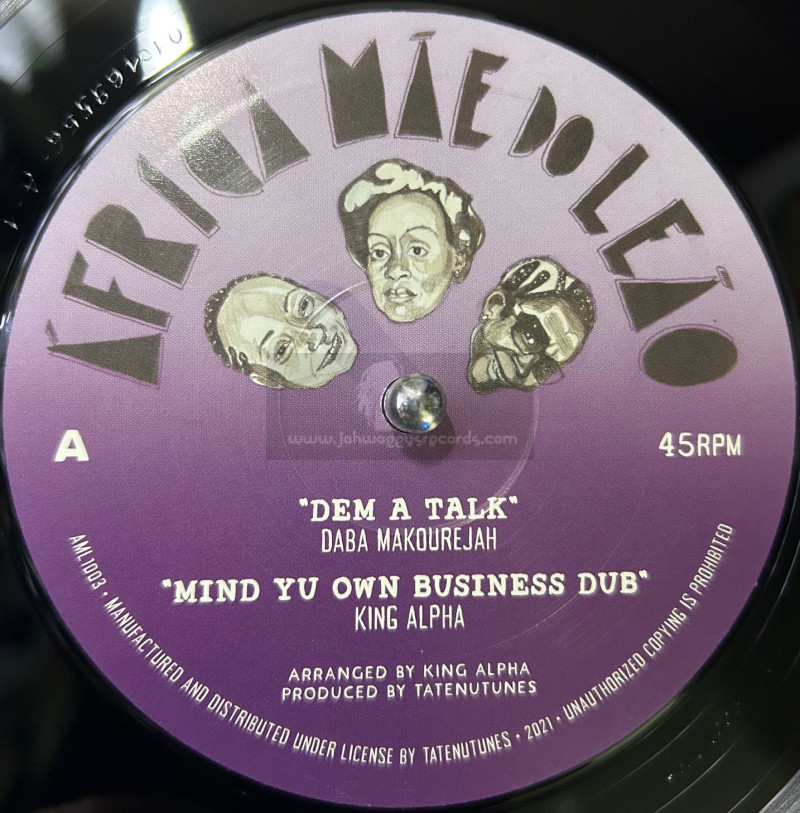 ÁFRICA MÃE DO LEÃO
www.jahwaggysrecords.com
A
45RPM
"DEM A TALK"
DABA MAKOUREJAH
"MIND YU OWN BUSINESS DUB"
KING ALPHA
ARRANGED BY KING ALPHA
PRODUCED BY TATENUTUNES
AML1003 • MANUFACTURED AND DISTRIBUTED UNDER LICENSE BY TATENUTUNES • 2021 • UNAUTHORIZED COPYING IS PROHIBITED